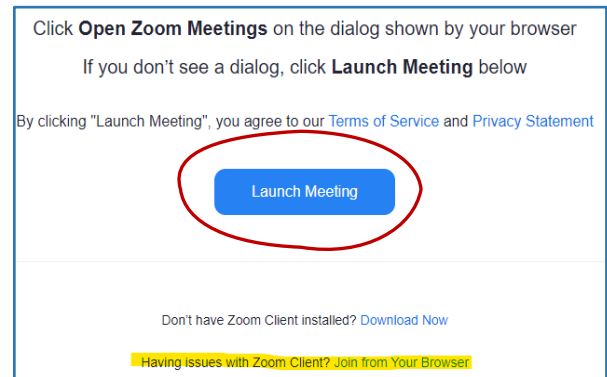 Click Open Zoom Meetings on the dialog shown by your browser
If you don't see a dialog, click Launch Meeting below
By clicking "Launch Meeting", you agree to our Terms of Service and Privacy Statement
Launch Meeting
Don't have Zoom Client installed? Download Now
Having issues with Zoom Client? Join from Your Browser